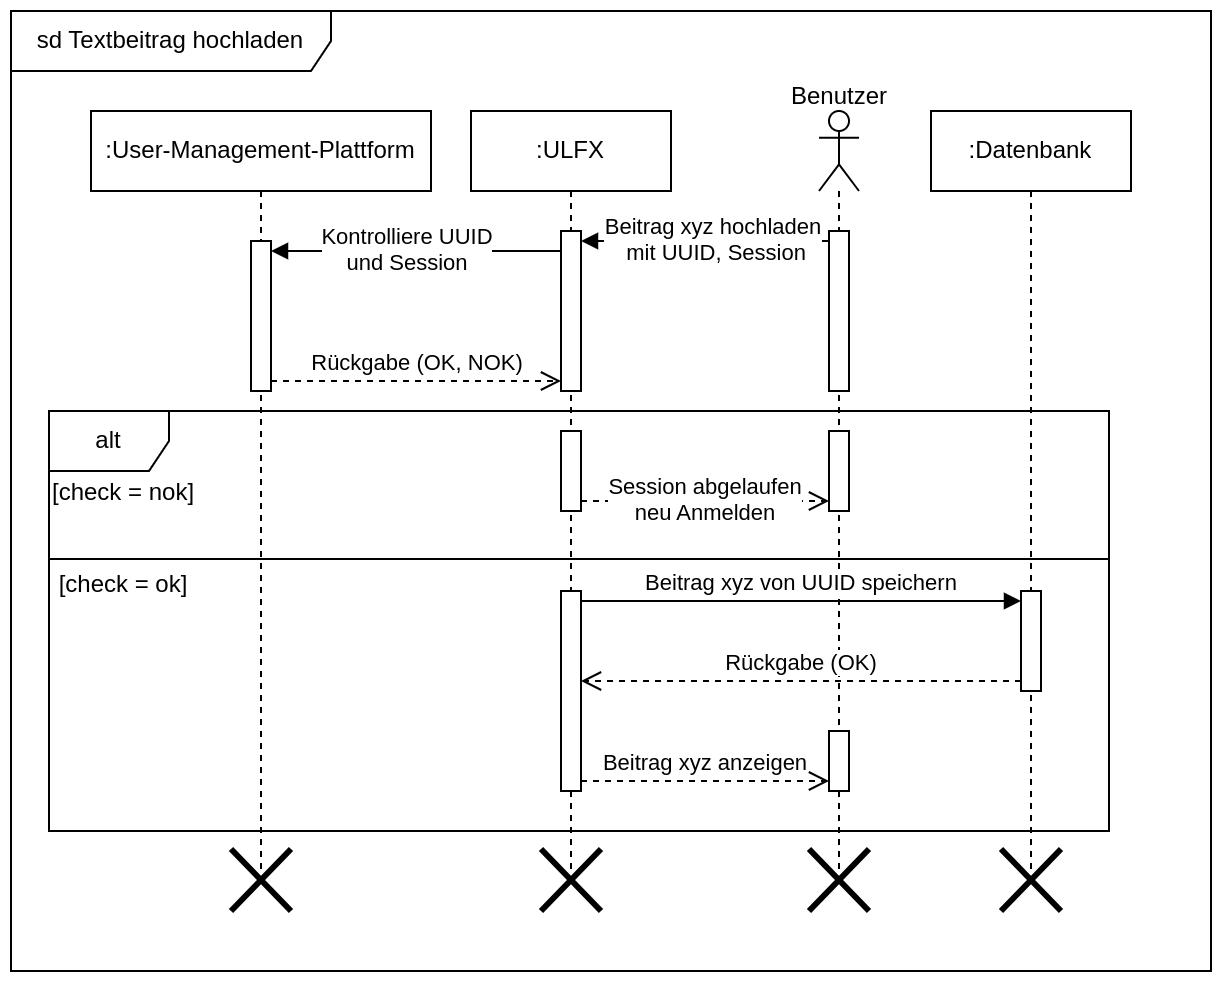 sd Textbeitrag hochladen
Benutzer
:User-Management-Plattform
:ULFX
:Datenbank
Beitrag xyz hochladen
mit UUID, Session
Kontrolliere UUID
und Session
Rückgabe (OK, NOK)
alt
[check = nok]
Session abgelaufen
neu Anmelden
[check = ok]
Beitrag xyz von UUID speichern
Rückgabe (OK)
Beitrag xyz anzeigen